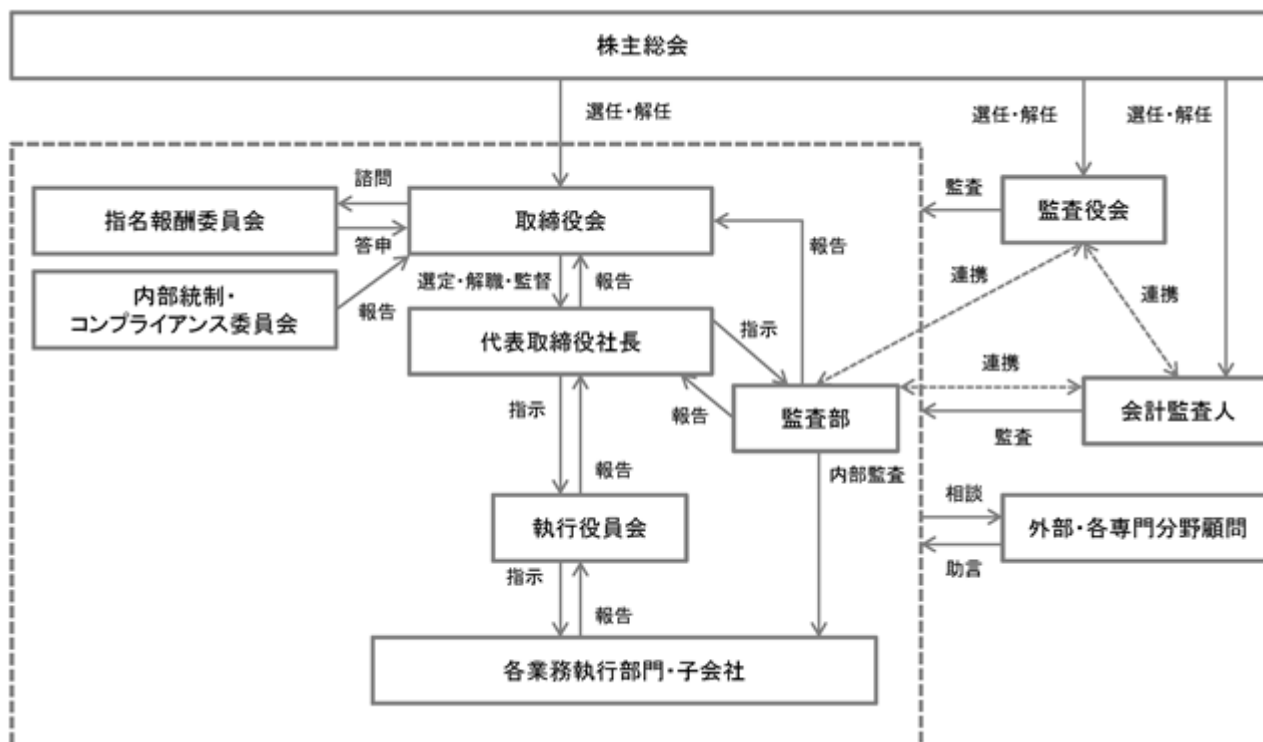 株主総会
選任・解任
選任・解任
選任・解任
諮問
監査
指名報酬委員会
取締役会
監査役会
答申
報告
選定・解職・監督
報告
連携
連携
内部統制・
コンプライアンス委員会
報告
代表取締役社長
指示
連携
指示
報告
監査部
会計監査人
監査
報告
内部監査
相談
執行役員会
外部・各専門分野顧問
指示
助言
報告
各業務執行部門・子会社